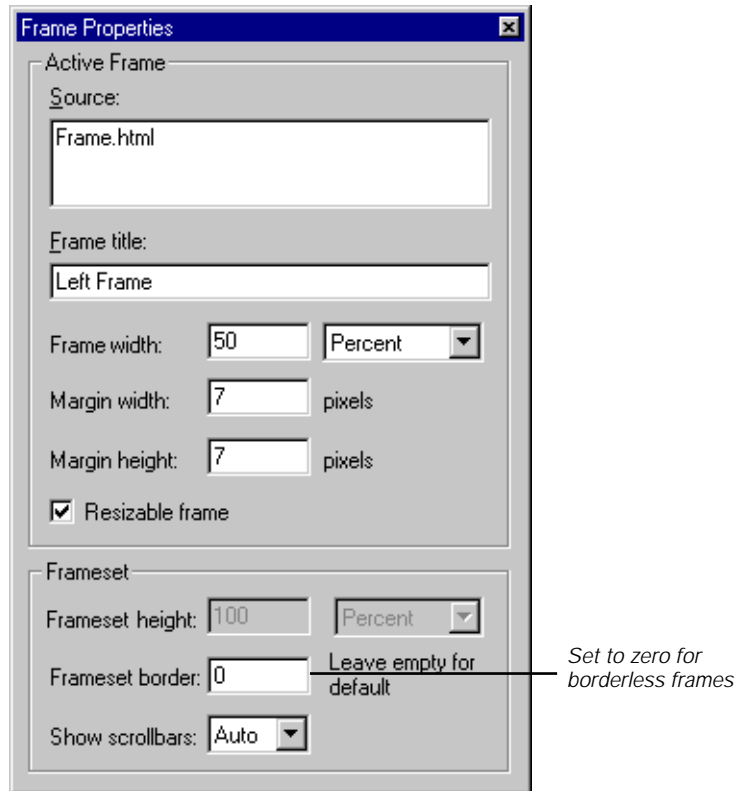 Frame Properties
Active Frame
Source:
Frame.html
Frame title:
Left Frame
Frame width: 50 Percent
Margin width: 7 pixels
Margin height: 7 pixels
Resizable frame
Frameset
Frameset height: 100 Percent
Frameset border: 0 Leave empty for
default
Set to zero for
borderless frames
Show scrollbars: Auto